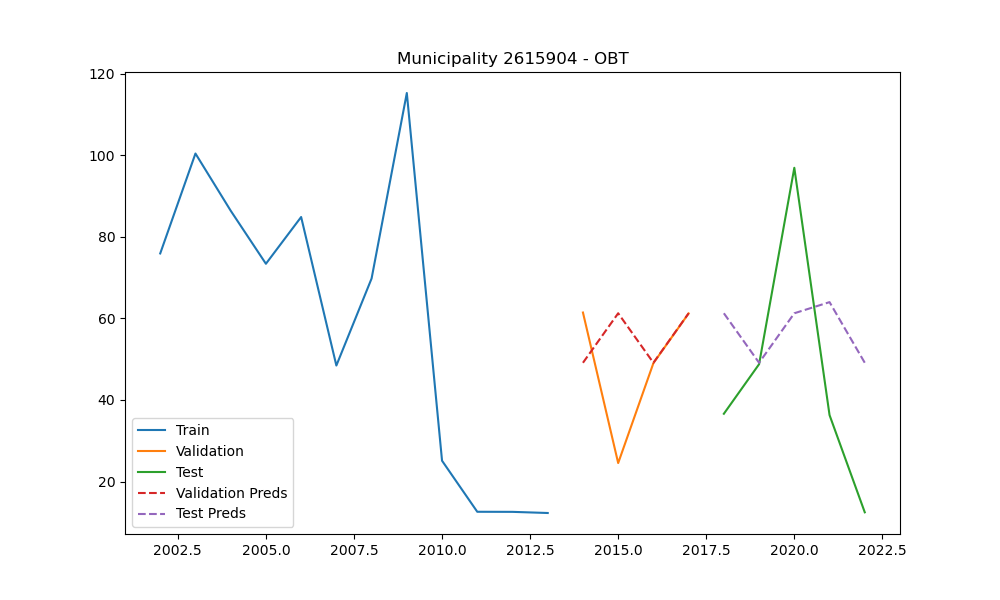 Municipality 2615904 - OBT
120
100
80
60
40
20
Train
Validation
Test
Validation Preds
Test Preds
2002.5 2005.0 2007.5 2010.0 2012.5 2015.0 2017.5 2020.0 2022.5